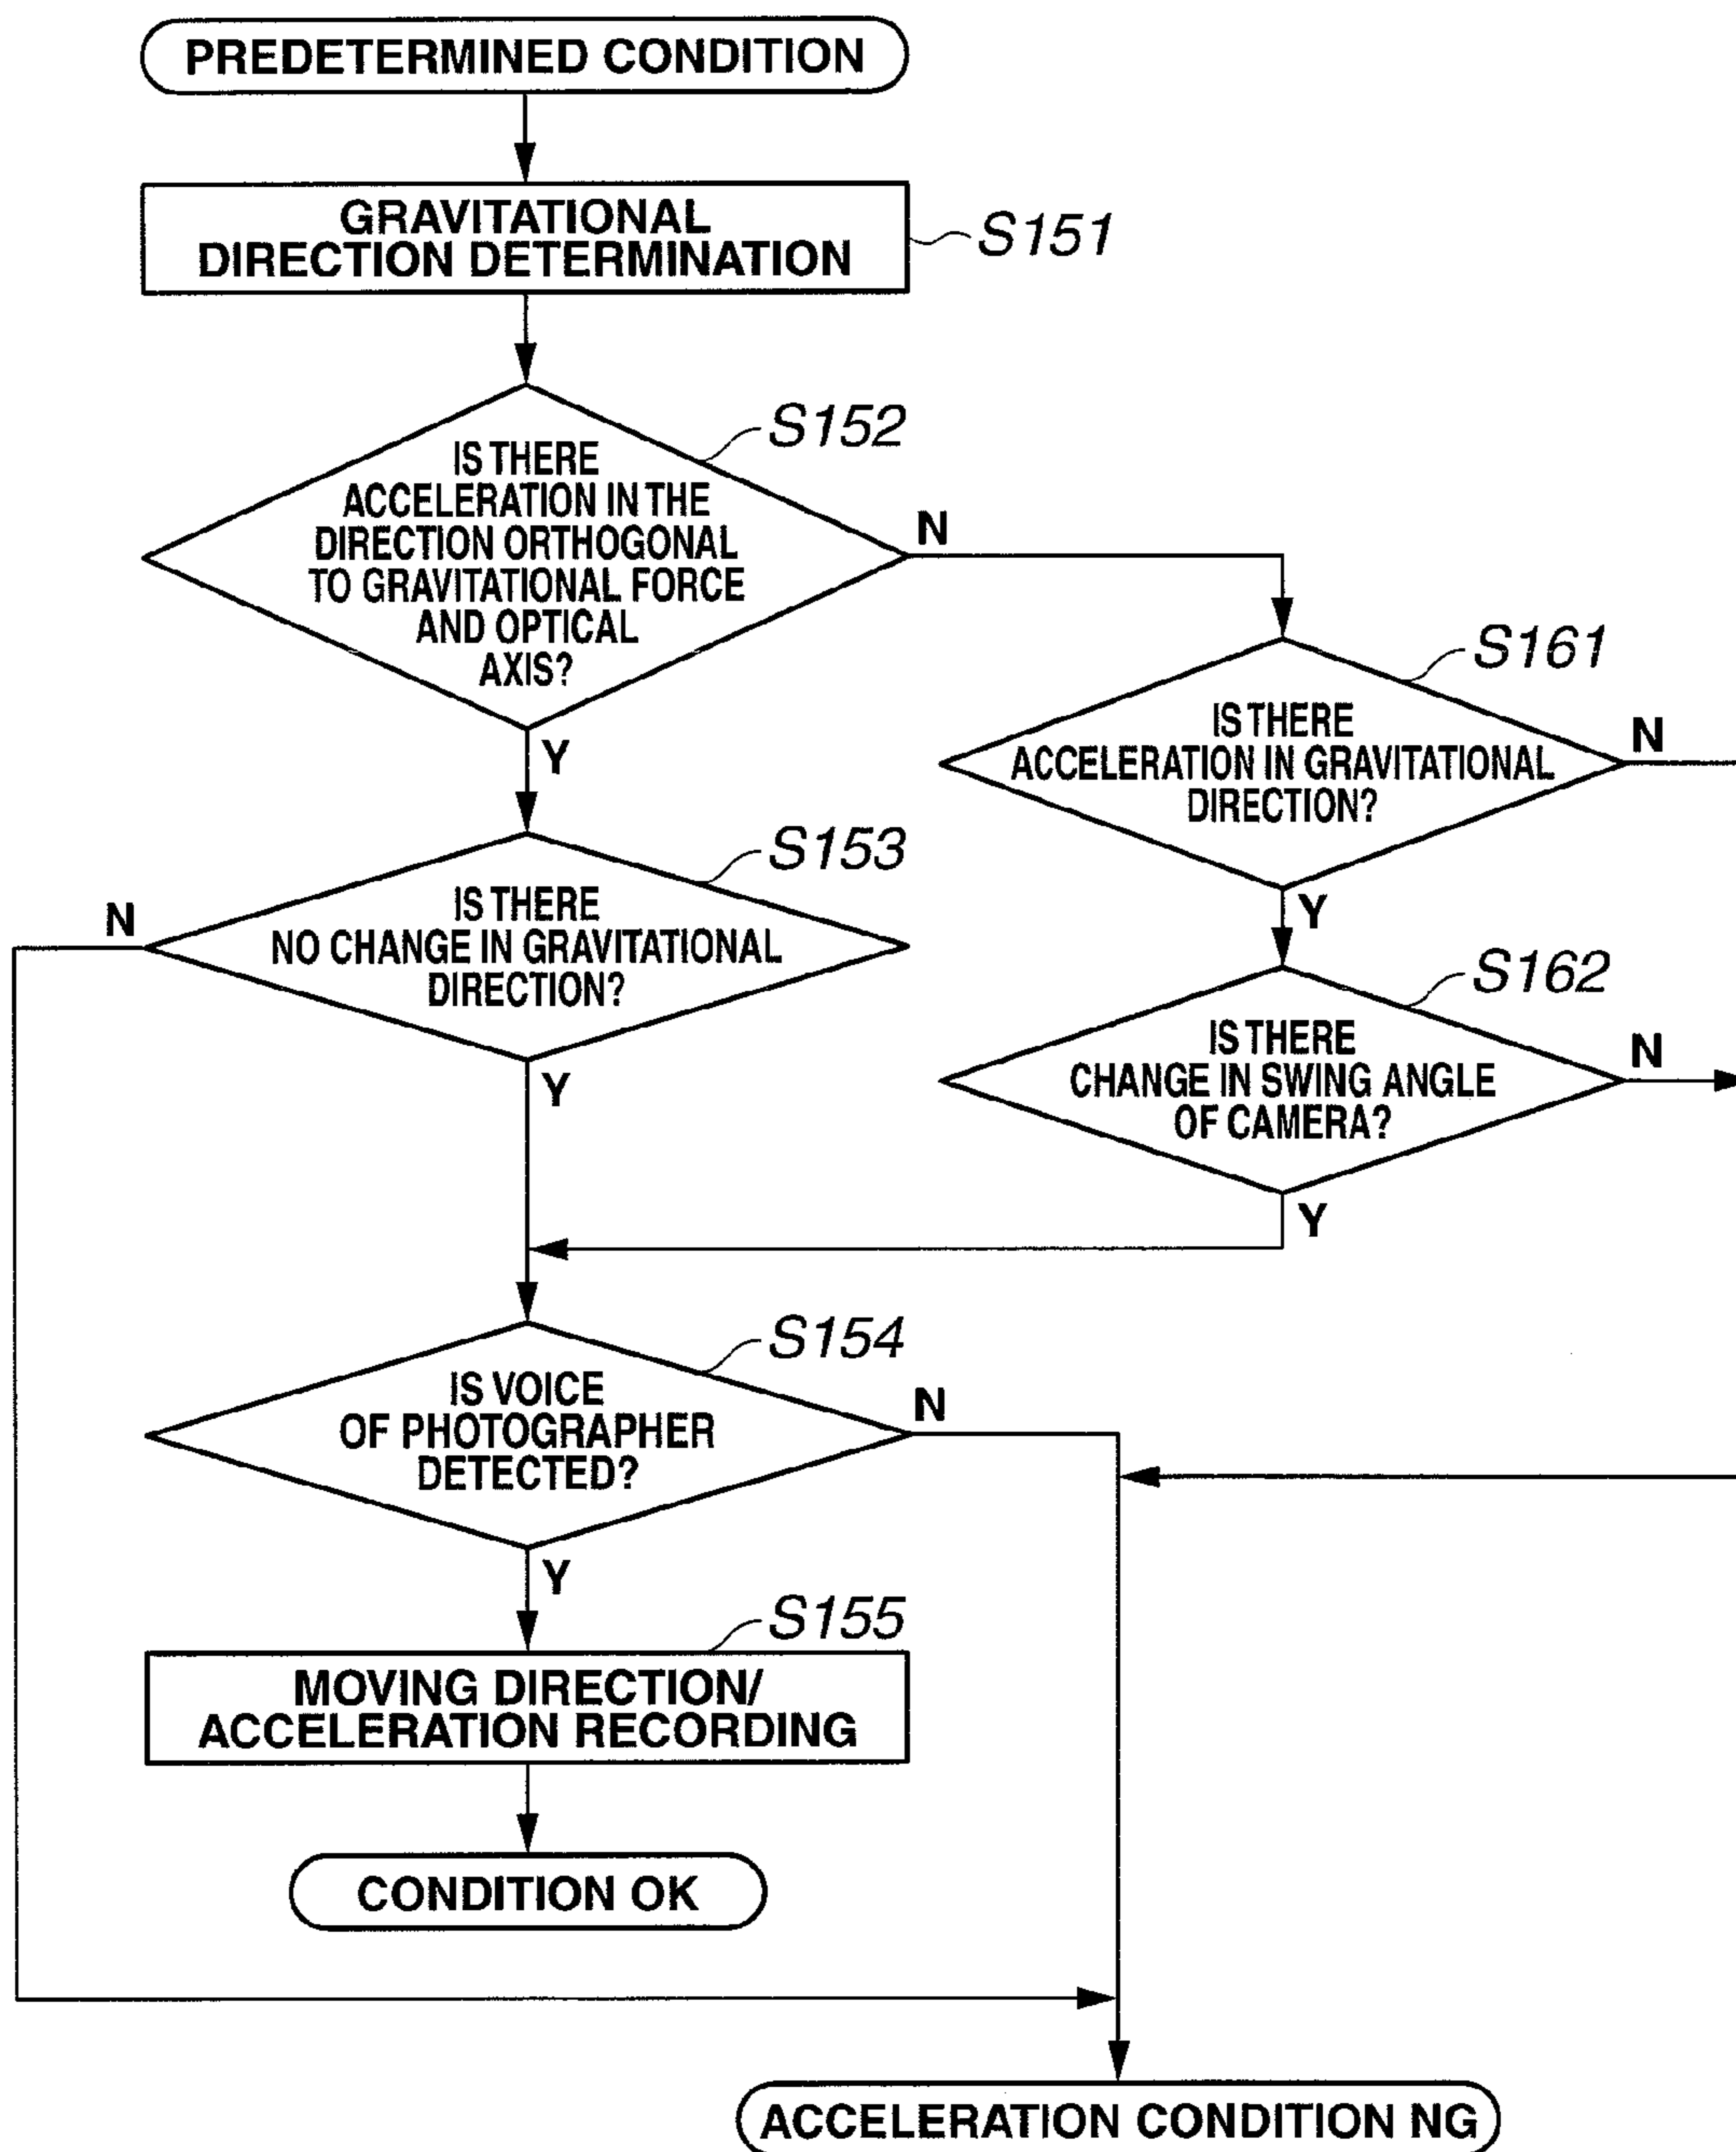 PREDETERMINED CONDITION
GRAVITATIONAL
DIRECTION DETERMINATION
S151
S152
IS THERE
ACCELERATION IN THE
DIRECTION ORTHOGONAL
TO GRAVITATIONAL FORCE
AND OPTICAL
AXIS?
N
Y
S161
IS THERE
ACCELERATION IN GRAVITATIONAL
DIRECTION?
N
Y
S153
IS THERE
NO CHANGE IN GRAVITATIONAL
DIRECTION?
N
Y
S162
IS THERE
CHANGE IN SWING ANGLE
OF CAMERA?
N
Y
S154
IS VOICE
OF PHOTOGRAPHER
DETECTED?
N
Y
S155
MOVING DIRECTION/
ACCELERATION RECORDING
CONDITION OK
ACCELERATION CONDITION NG